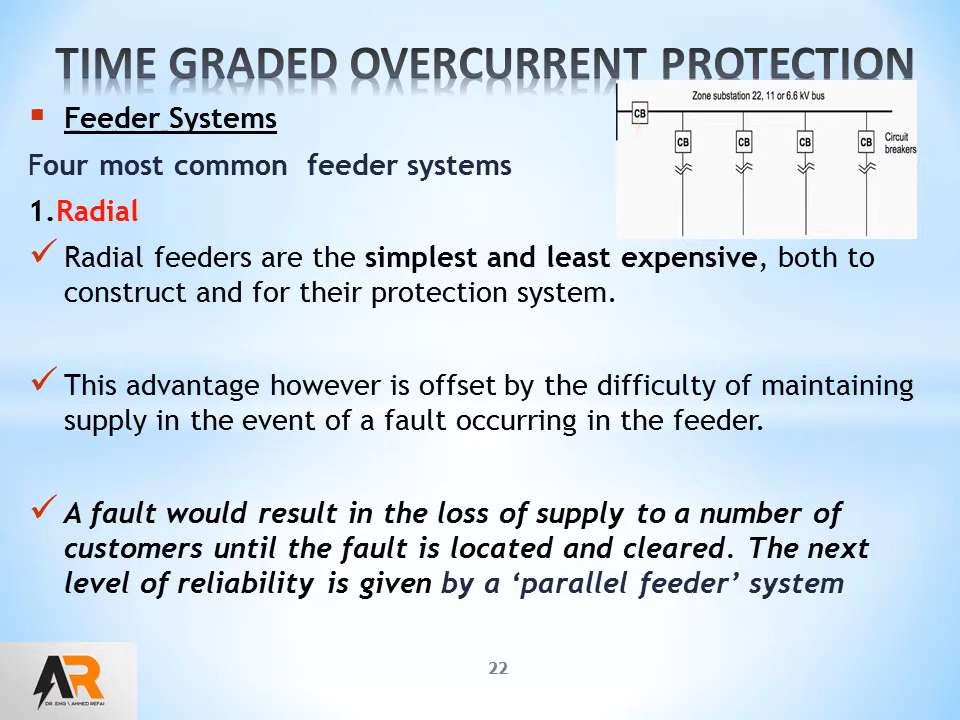 TIME GRADED OVERCURRENT PROTECTION
Feeder Systems
Four most common feeder systems
1.Radial
Zone substation 22, 11 or 6.6 kV bus
CB
CB
CB
CB
CB
Circuit
breakers
Radial feeders are the simplest and least expensive, both to
construct and for their protection system.
This advantage however is offset by the difficulty of maintaining
supply in the event of a fault occurring in the feeder.
A fault would result in the loss of supply to a number of
customers until the fault is located and cleared. The next
level of reliability is given by a ‘parallel feeder’ system
AR
DR .ENG \ AHMED REFAI
22